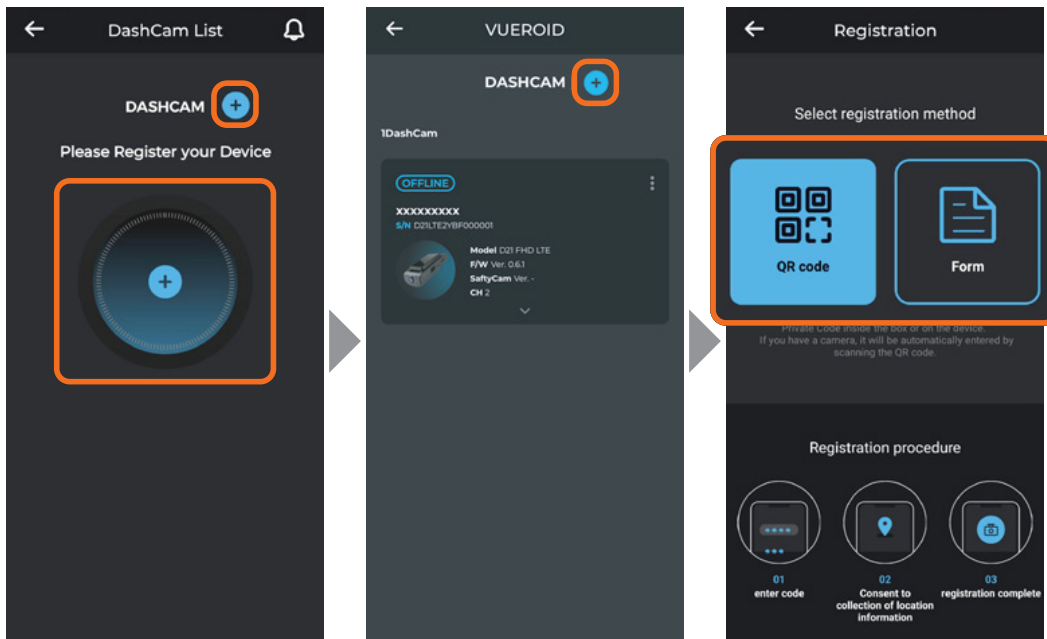 DashCam List
DASHCAM
Please Register your Device
VUEROID
DASHCAM
1DashCam
OFFLINE
XXXXXXXXX
S/N D21LTE2YBF000001
Model D21 FHD LTE
F/W Ver. 0.6.1
SaftyCam Ver. -
CH 2
Registration
Select registration method
QR code
Form
Private Code inside the box or on the device.
If you have a camera, it will be automatically entered by
scanning the QR code.
Registration procedure
01
enter code
02
Consent to
collection of location
information
03
registration complete